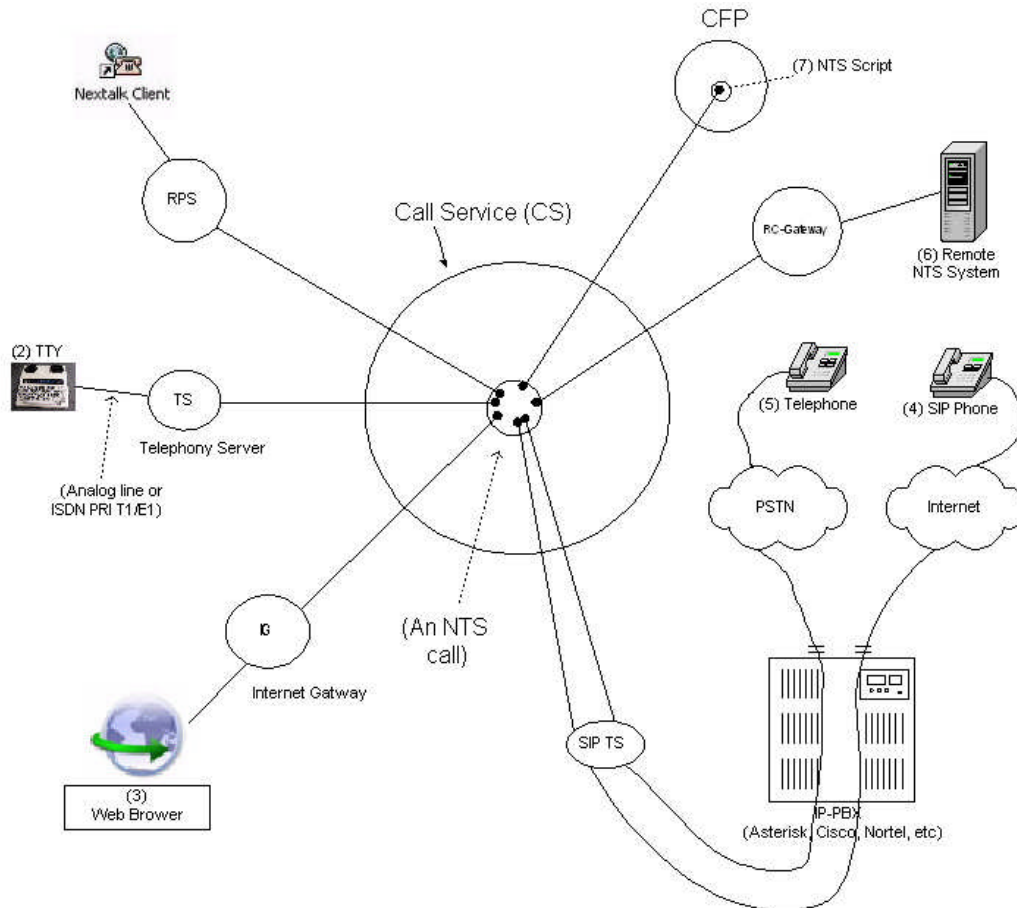 CFP
(7) NTS Script
Nextalk Client
RPS
Call Service (CS)
RC-Gateway
(6) Remote
NTS System
(2) TTY
TS
Telephony Server
(Analog line or
ISDN PRI T1/E1)
(5) Telephone
(4) SIP Phone
PSTN
Internet
(An NTS
call)
IG
Internet Gatway
SIP TS
(3)
Web Brower
IP-PBX
(Asterisk, Cisco, Nortel, etc)